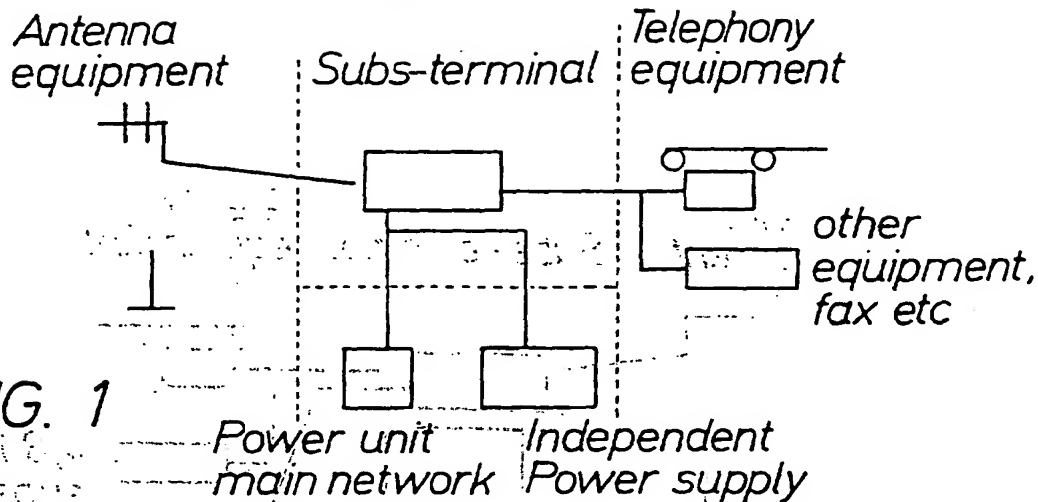 Antenna
equipment
Subs-terminal
Telephony
equipment
other
equipment,
fax etc
G. 1
Power unit
main network
Independent
Power supply